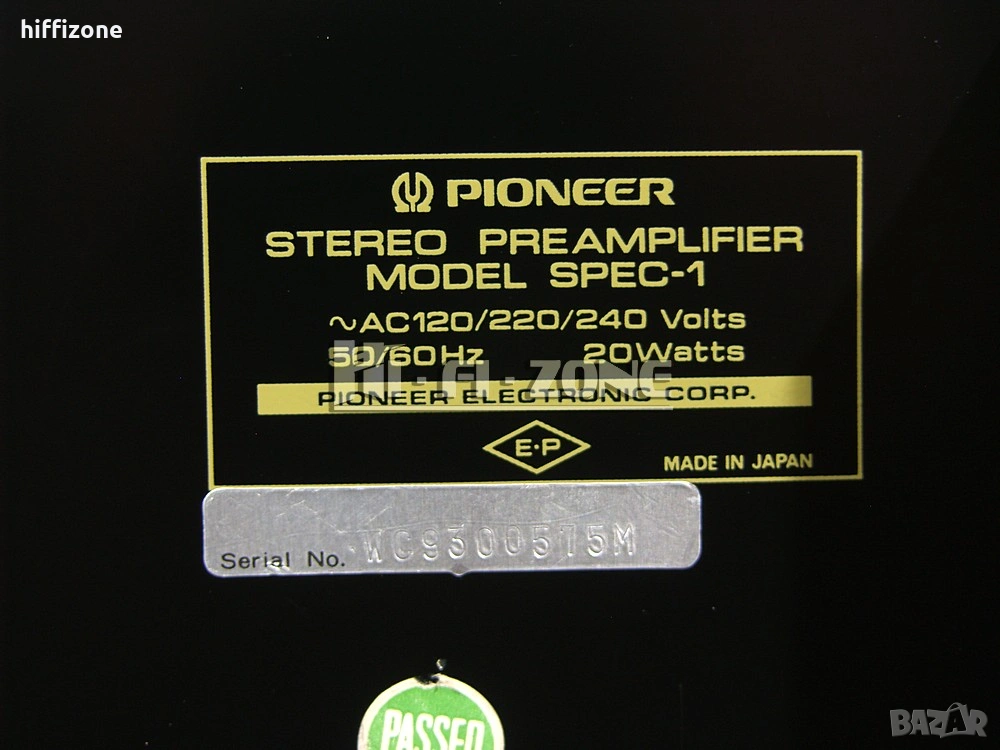 hiffizone
PIONEER
STEREO PREAMPLIFIER
MODEL SPEC-1
~AC120/220/240 Volts
50/60Hz 20Watts
HI-FI-ZONE
PIONEER ELECTRONIC CORP.
E·P
MADE IN JAPAN
Serial No. WC9300575M
PASSED
BAZAR